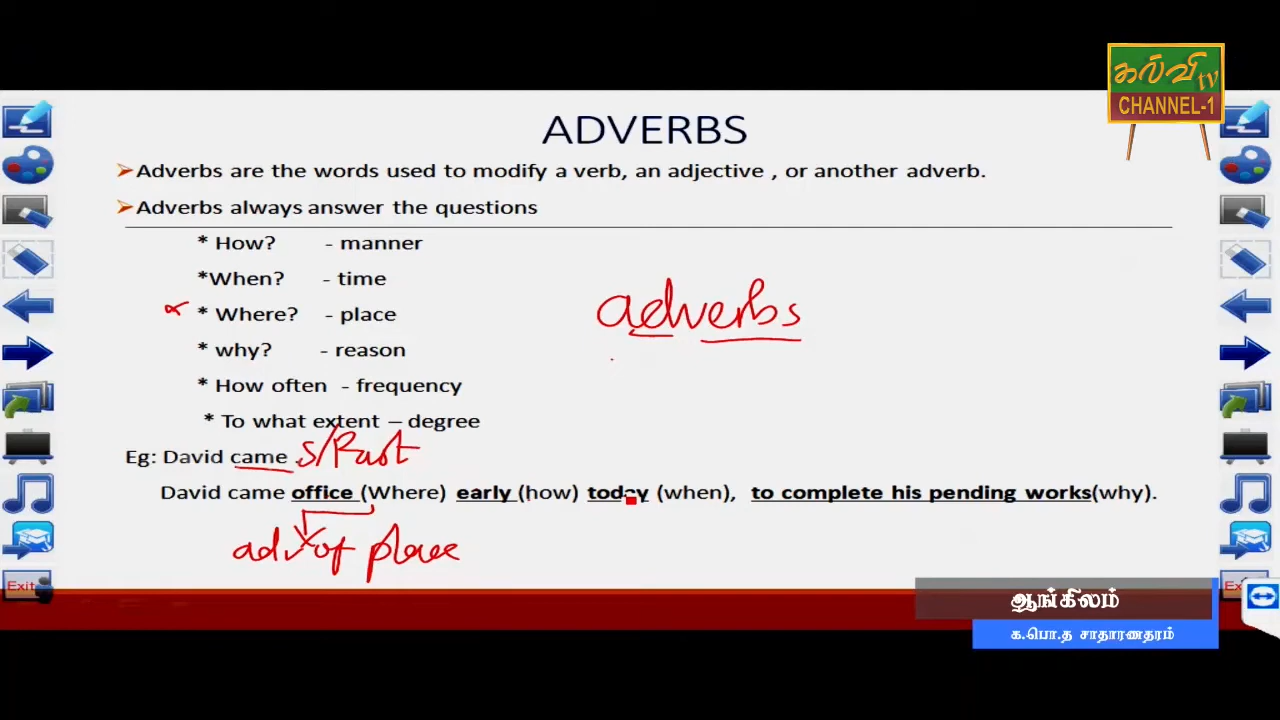 கல்வி tv
CHANNEL-1
ADVERBS
Adverbs are the words used to modify a verb, an adjective , or another adverb.
Adverbs always answer the questions
* How? - manner
*When? - time
* Where? - place
adverbs
* why? - reason
* How often - frequency
* To what extent – degree
Eg: David came . S/Past
David came office (Where) early (how) today (when), to complete his pending works(why).
adv. of place
Exit
ஆங்கிலம்
க.பொ.த சாதாரணதரம்